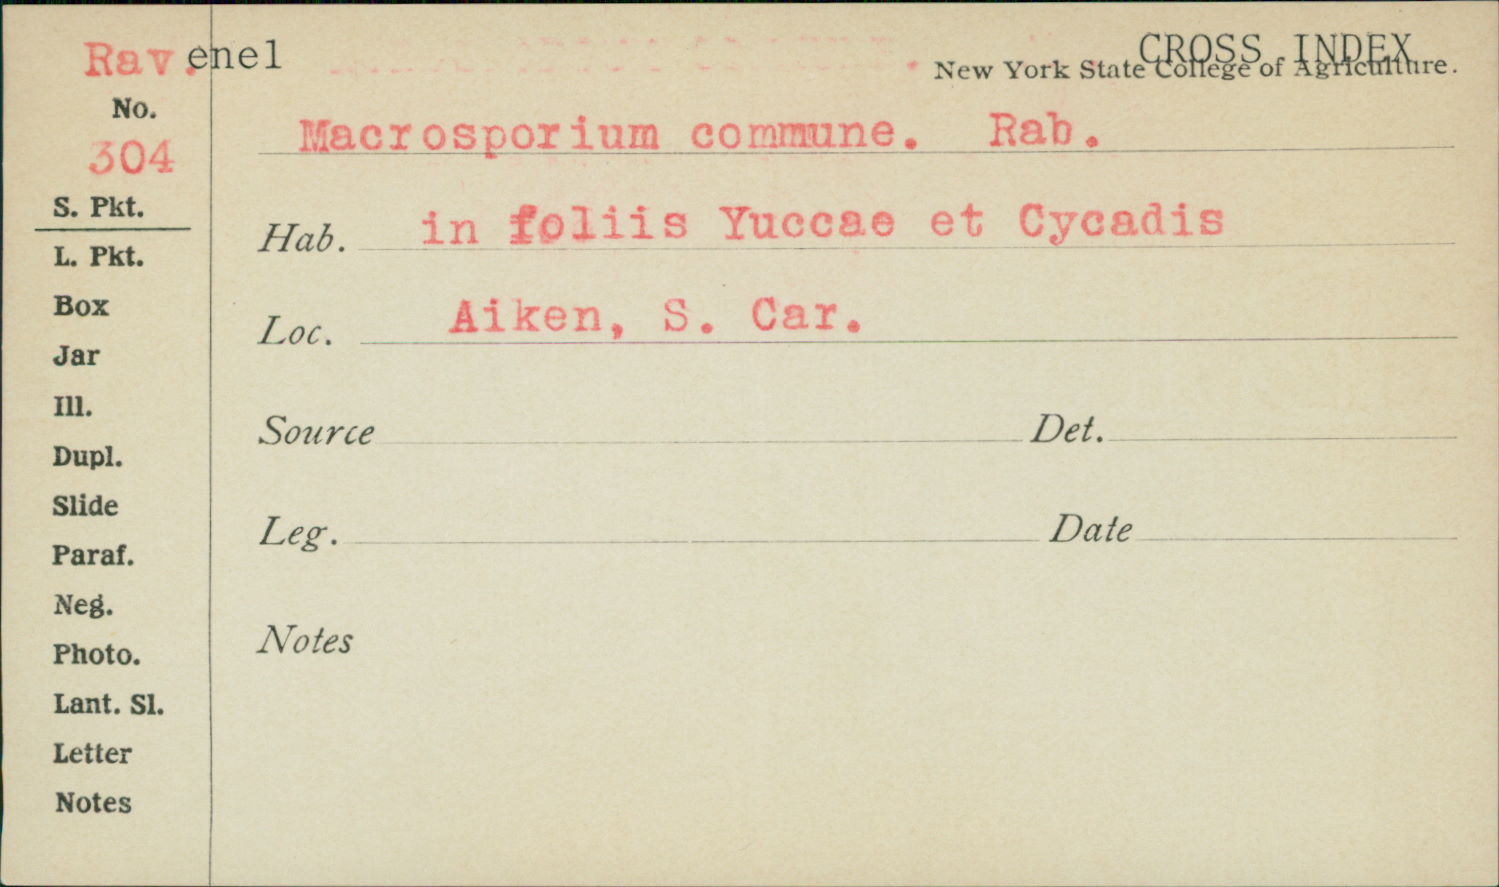 Rav.enel
CROSS INDEX
New York State College of Agriculture.
No.
304
Macrosporium commune. Rab.
S. Pkt.
Hab. in foliis Yuccae et Cycadis
L. Pkt.
Box
Loc. Aiken, S. Car.
Jar
Ill.
Source Det.
Dupl.
Slide
Leg. Date
Paraf.
Neg.
Notes
Photo.
Lant. Sl.
Letter
Notes